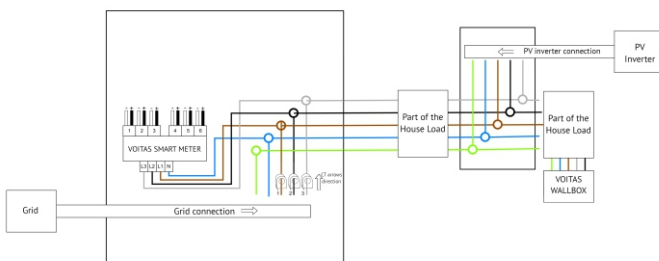 PV inverter connection
PV
Inverter
1 2 3 4 5 6
VOITAS SMART METER
L3 L2 L1 N
Part of the
House Load
Part of the
House Load
CT arrows
direction
1 2 3
VOITAS
WALLBOX
Grid
Grid connection